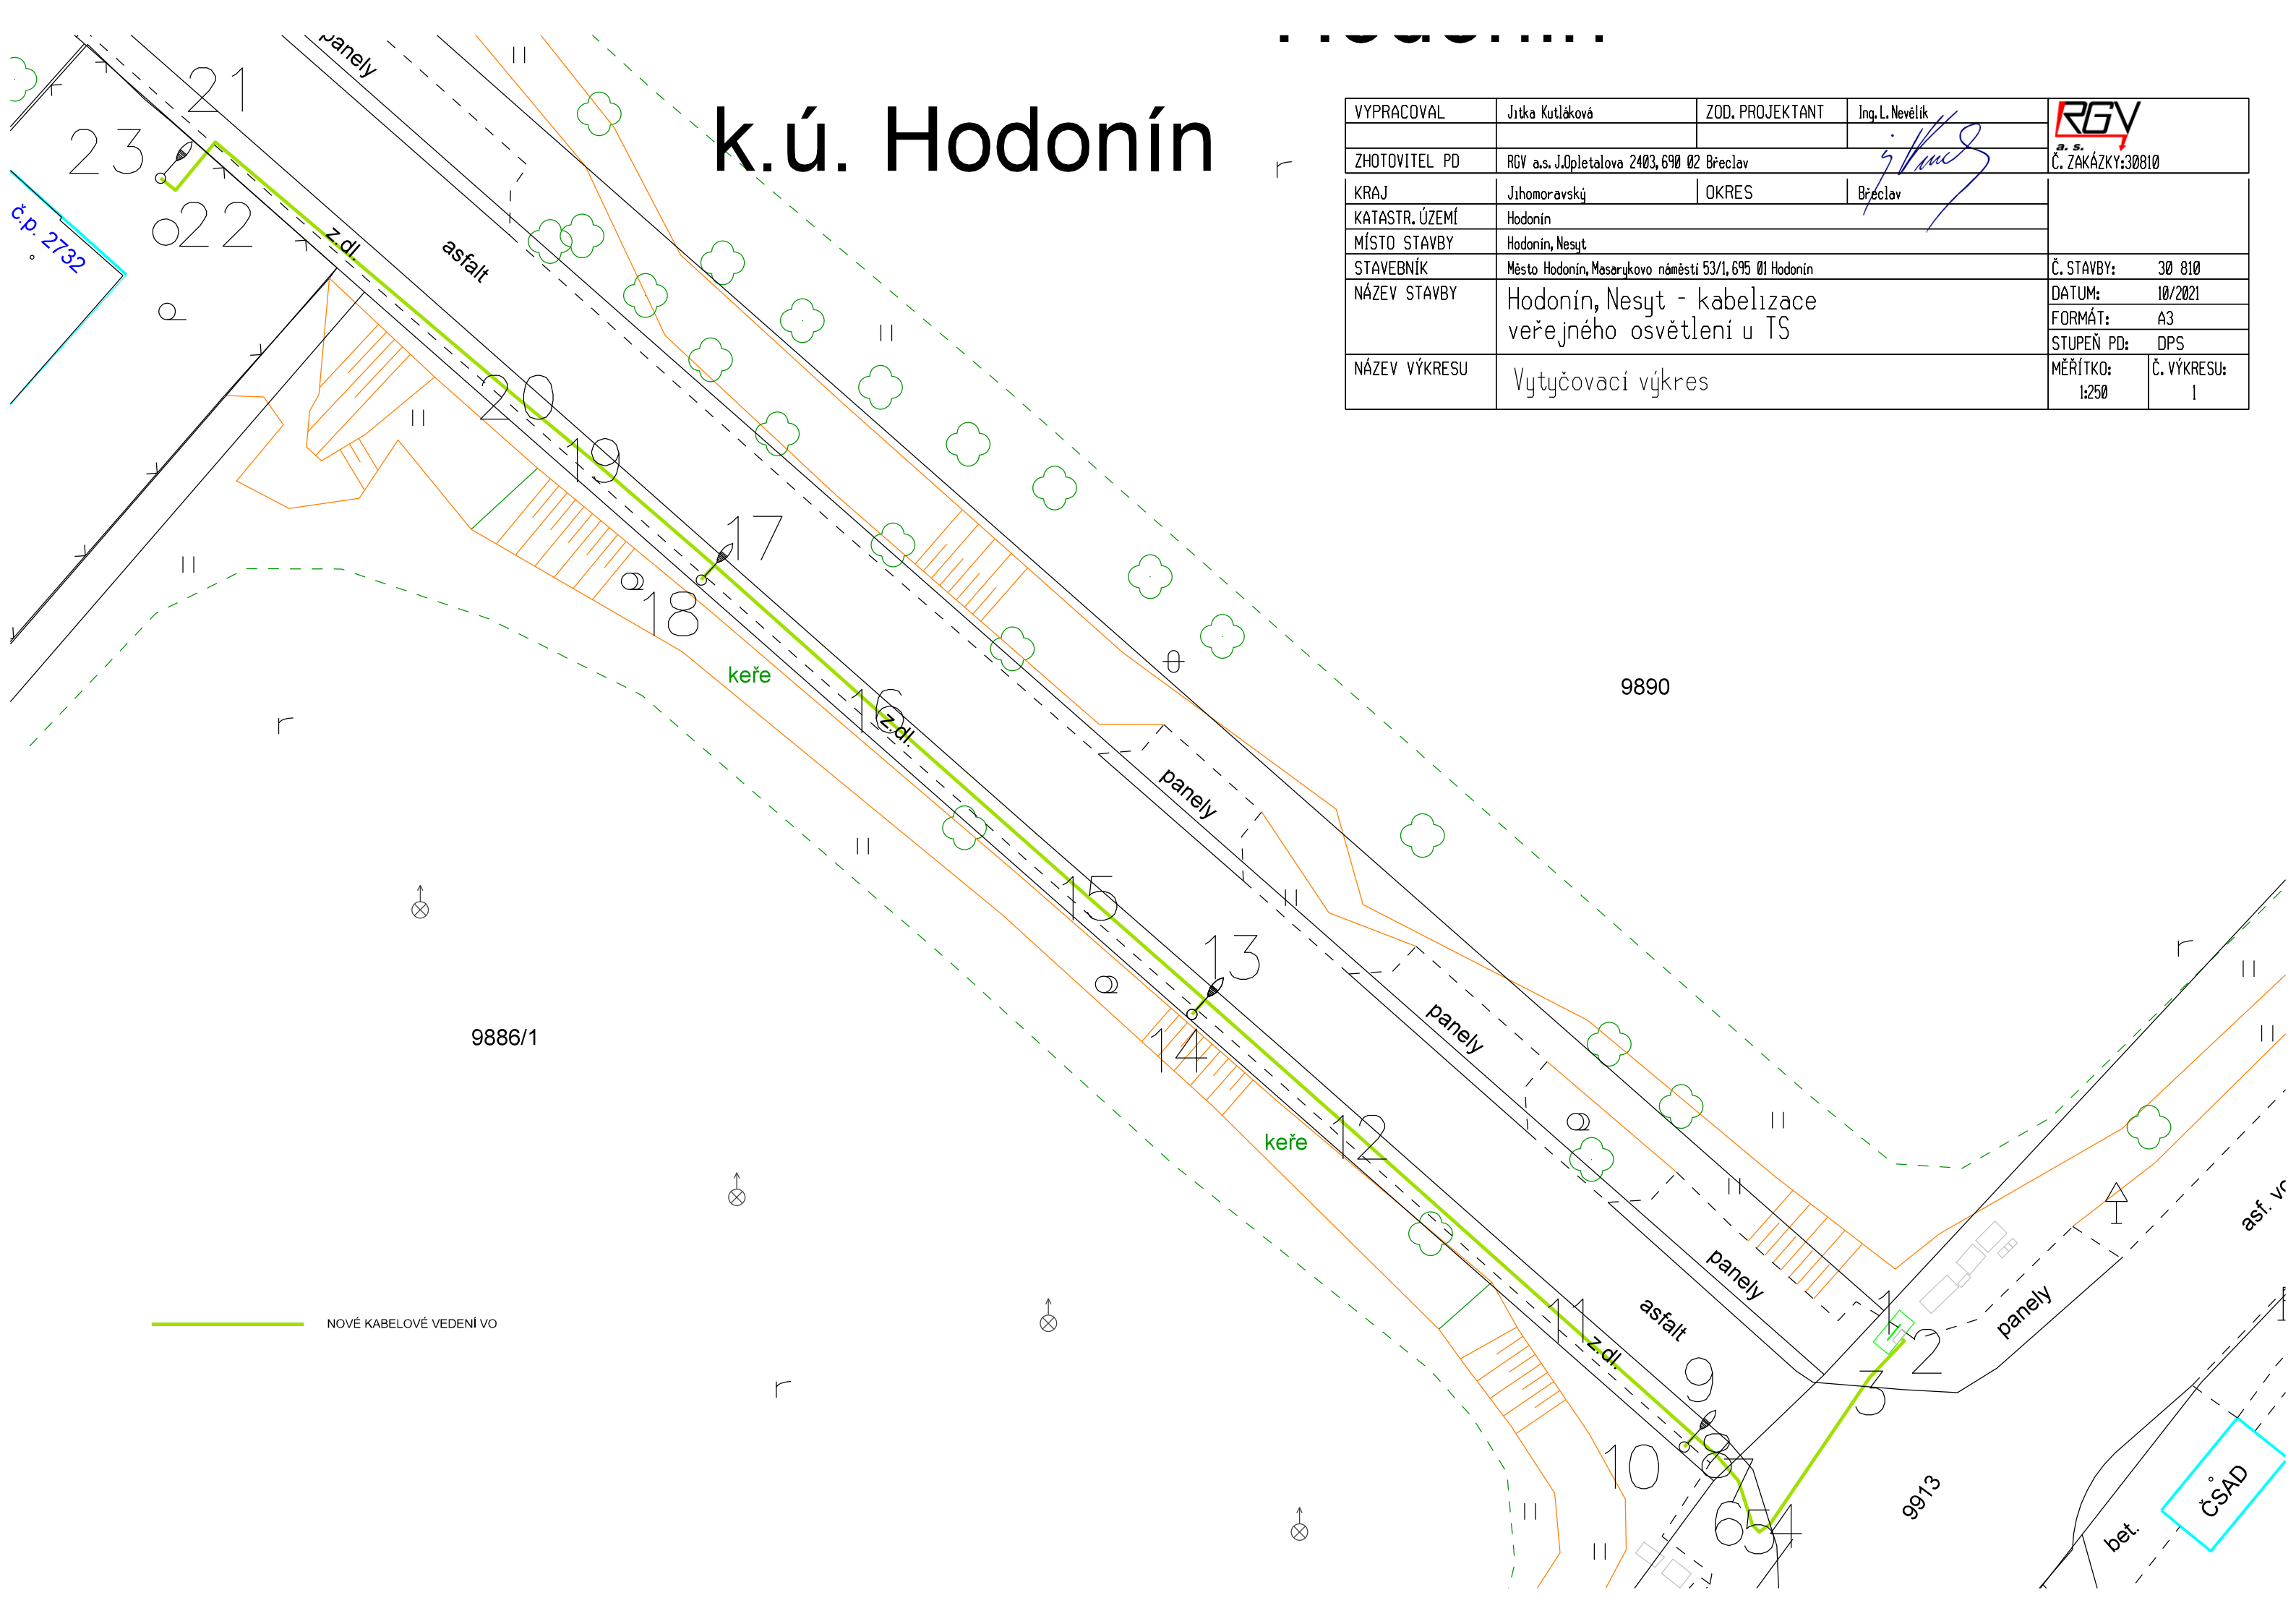 Hodonín
k.ú. Hodonín
VYPRACOVAL Jitka Kutláková ZOD. PROJEKTANT Ing. L. Nevělík
RGV a. s.
ZHOTOVITEL PD RGV a.s. J.Opletalova 2403, 690 02 Břeclav Č. ZAKÁZKY:30810
KRAJ Jihomoravský OKRES Břeclav
KATASTR. ÚZEMÍ Hodonín
MÍSTO STAVBY Hodonín, Nesyt
STAVEBNÍK Město Hodonín, Masarykovo náměstí 53/1, 695 01 Hodonín Č. STAVBY: 30 810
NÁZEV STAVBY Hodonín, Nesyt - kabelizace
veřejného osvětlení u TS
DATUM: 10/2021
FORMÁT: A3
STUPEŇ PD: DPS
NÁZEV VÝKRESU Vytyčovací výkres
MĚŘÍTKO: 1:250
Č. VÝKRESU: 1
panely
21
23
22
č.p. 2732
z.dl.
asfalt
20
19
17
18
keře
16
z.dl.
9890
panely
15
13
14
9886/1
panely
12
keře
panely
asfalt
11
z.dl.
1
2
3
panely
asf. vo
9
10
8
7
6
5
4
9913
bet.
ČSAD
NOVÉ KABELOVÉ VEDENÍ VO